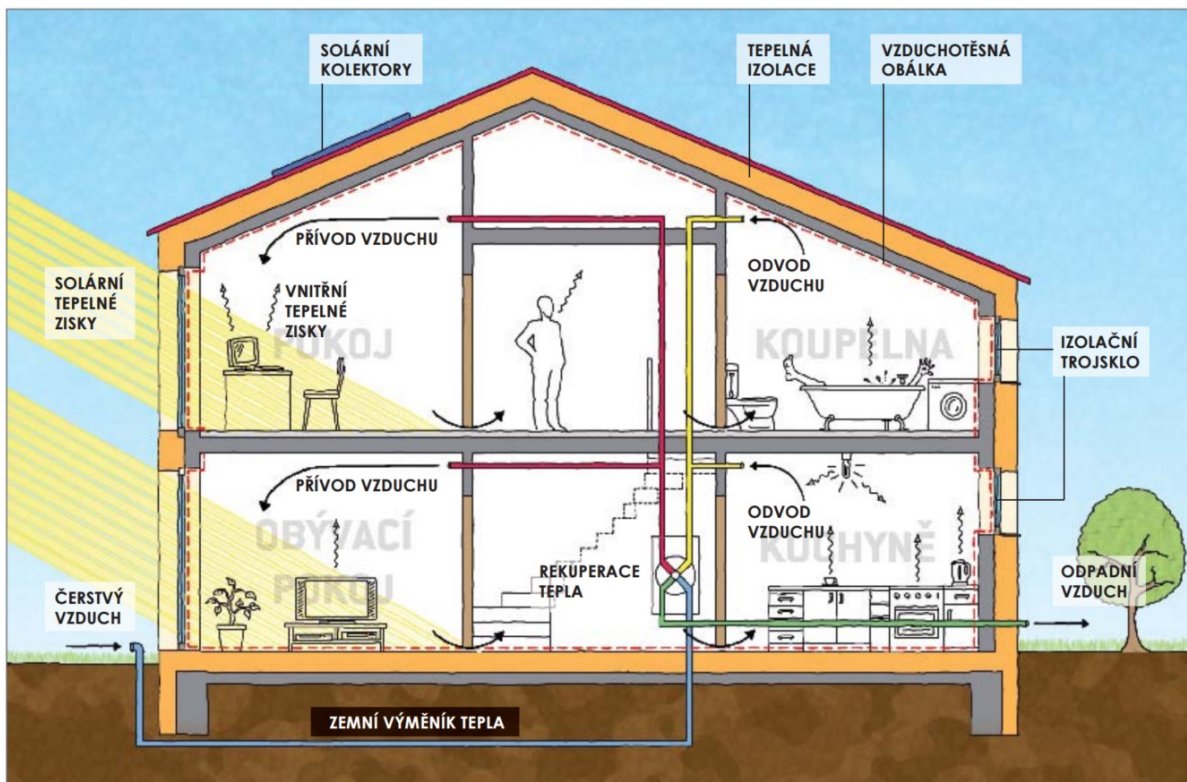 SOLÁRNÍ
KOLEKTORY
TEPELNÁ
IZOLACE
VZDUCHOTĚSNÁ
OBÁLKA
PŘÍVOD VZDUCHU
ODVOD
VZDUCHU
SOLÁRNÍ
TEPELNÉ
ZISKY
VNITŘNÍ
TEPELNÉ
ZISKY
POKOJ
KOUPELNA
IZOLAČNÍ
TROJSKLO
PŘÍVOD VZDUCHU
ODVOD
VZDUCHU
OBÝVACÍ
POKOJ
KUCHYNĚ
REKUPERACE
TEPLA
ČERSTVÝ
VZDUCH
ODPADNÍ
VZDUCH
ZEMNÍ VÝMĚNÍK TEPLA